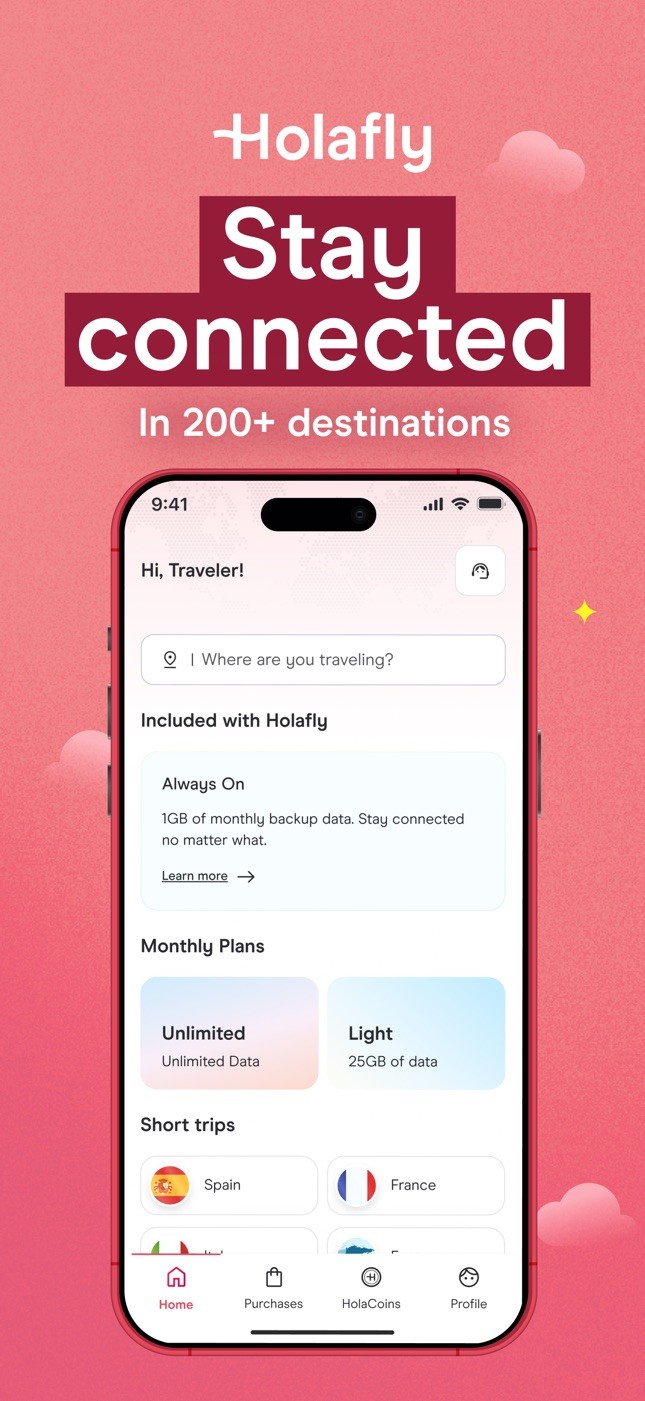 Holafly
Stay
connected
In 200+ destinations
9:41
Hi, Traveler!
| Where are you traveling?
Included with Holafly
Always On
1GB of monthly backup data. Stay connected
no matter what.
Learn more →
Monthly Plans
Unlimited
Light
Unlimited Data
25GB of data
Short trips
Spain
France
Home
Purchases
HolaCoins
Profile